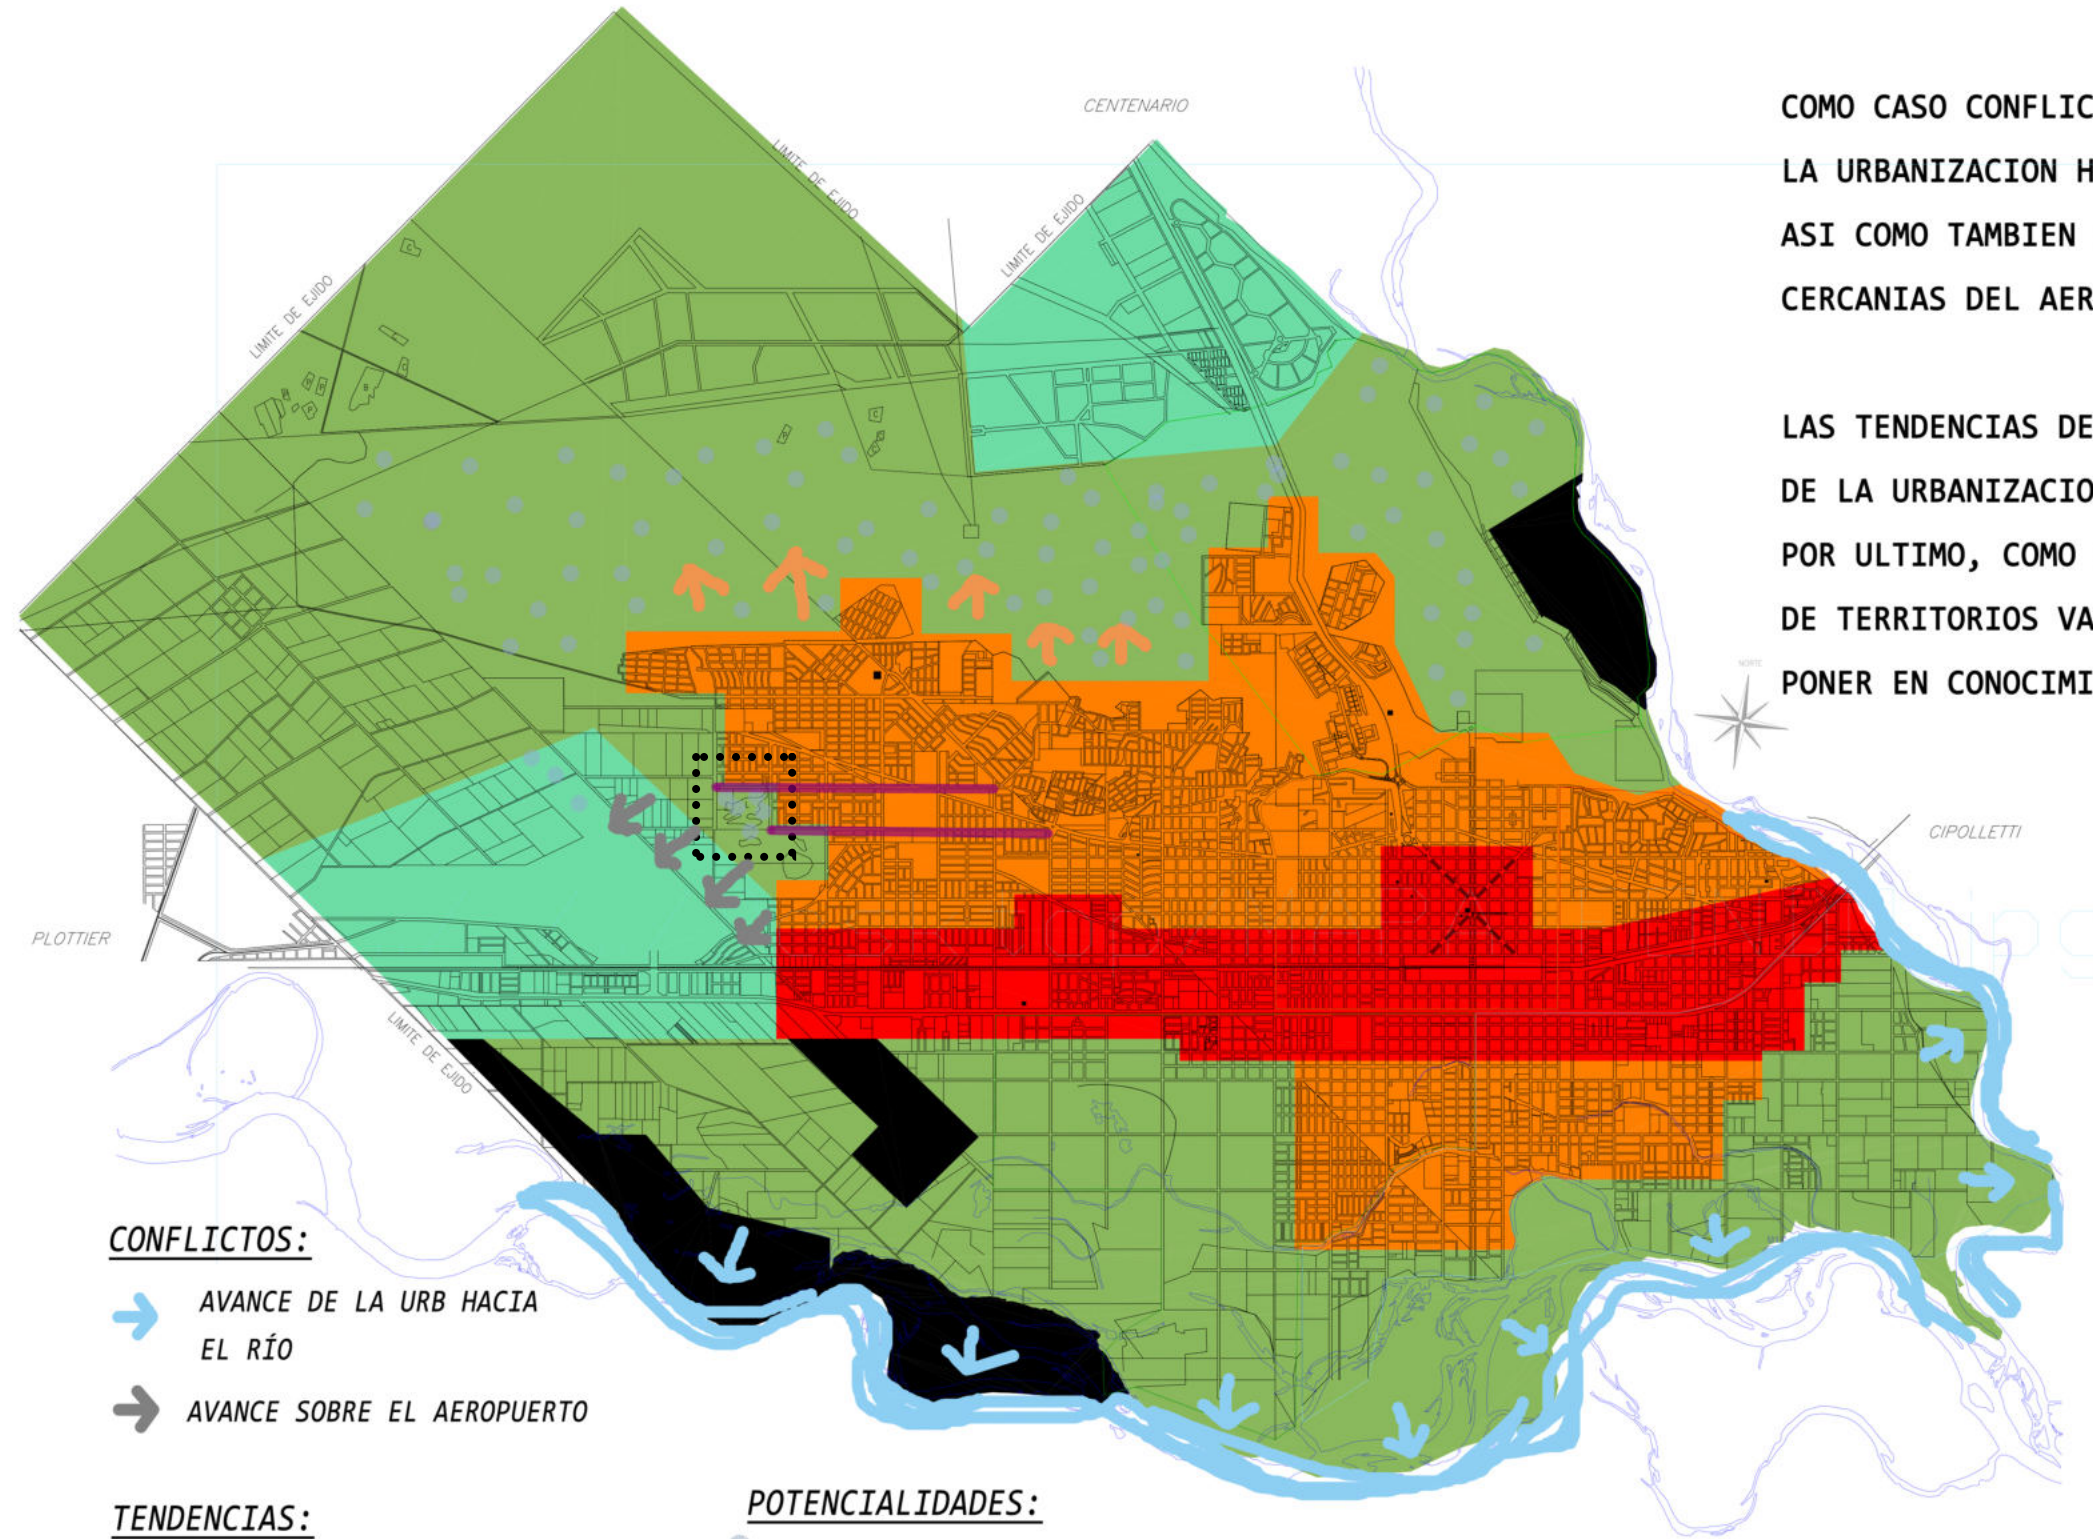 CENTENARIO
LIMITE DE EJIDO
LIMITE DE EJIDO
LIMITE DE EJIDO
COMO CASO CONFLIC
LA URBANIZACION H
ASI COMO TAMBIEN
CERCANIAS DEL AER
LAS TENDENCIAS DE
DE LA URBANIZACIO
POR ULTIMO, COMO
DE TERRITORIOS VA
PONER EN CONOCIMI
NORTE
CIPOLLETTI
PLOTTIER
LIMITE DE EJIDO
CONFLICTOS:
AVANCE DE LA URB HACIA
EL RÍO
AVANCE SOBRE EL AEROPUERTO
TENDENCIAS:
POTENCIALIDADES: